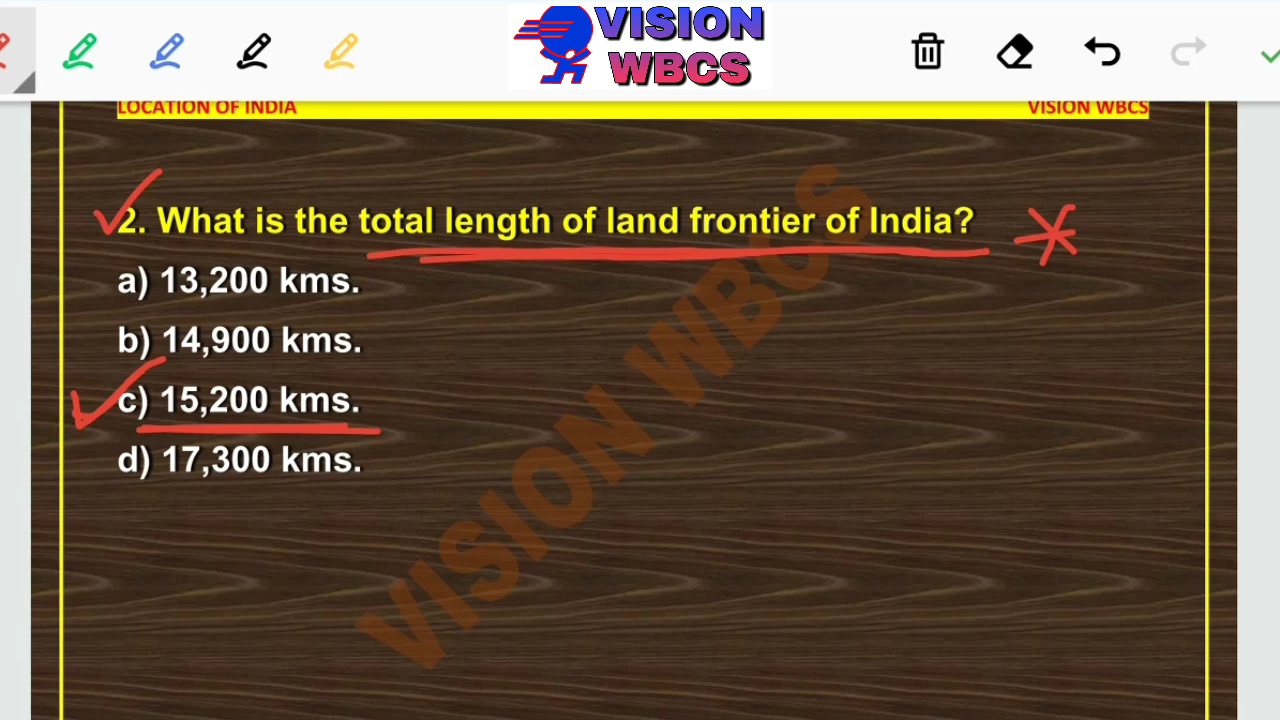 VISION
WBCS
LOCATION OF INDIA VISION WBCS
2. What is the total length of land frontier of India?
a) 13,200 kms.
b) 14,900 kms.
c) 15,200 kms.
d) 17,300 kms.
VISION WBCS